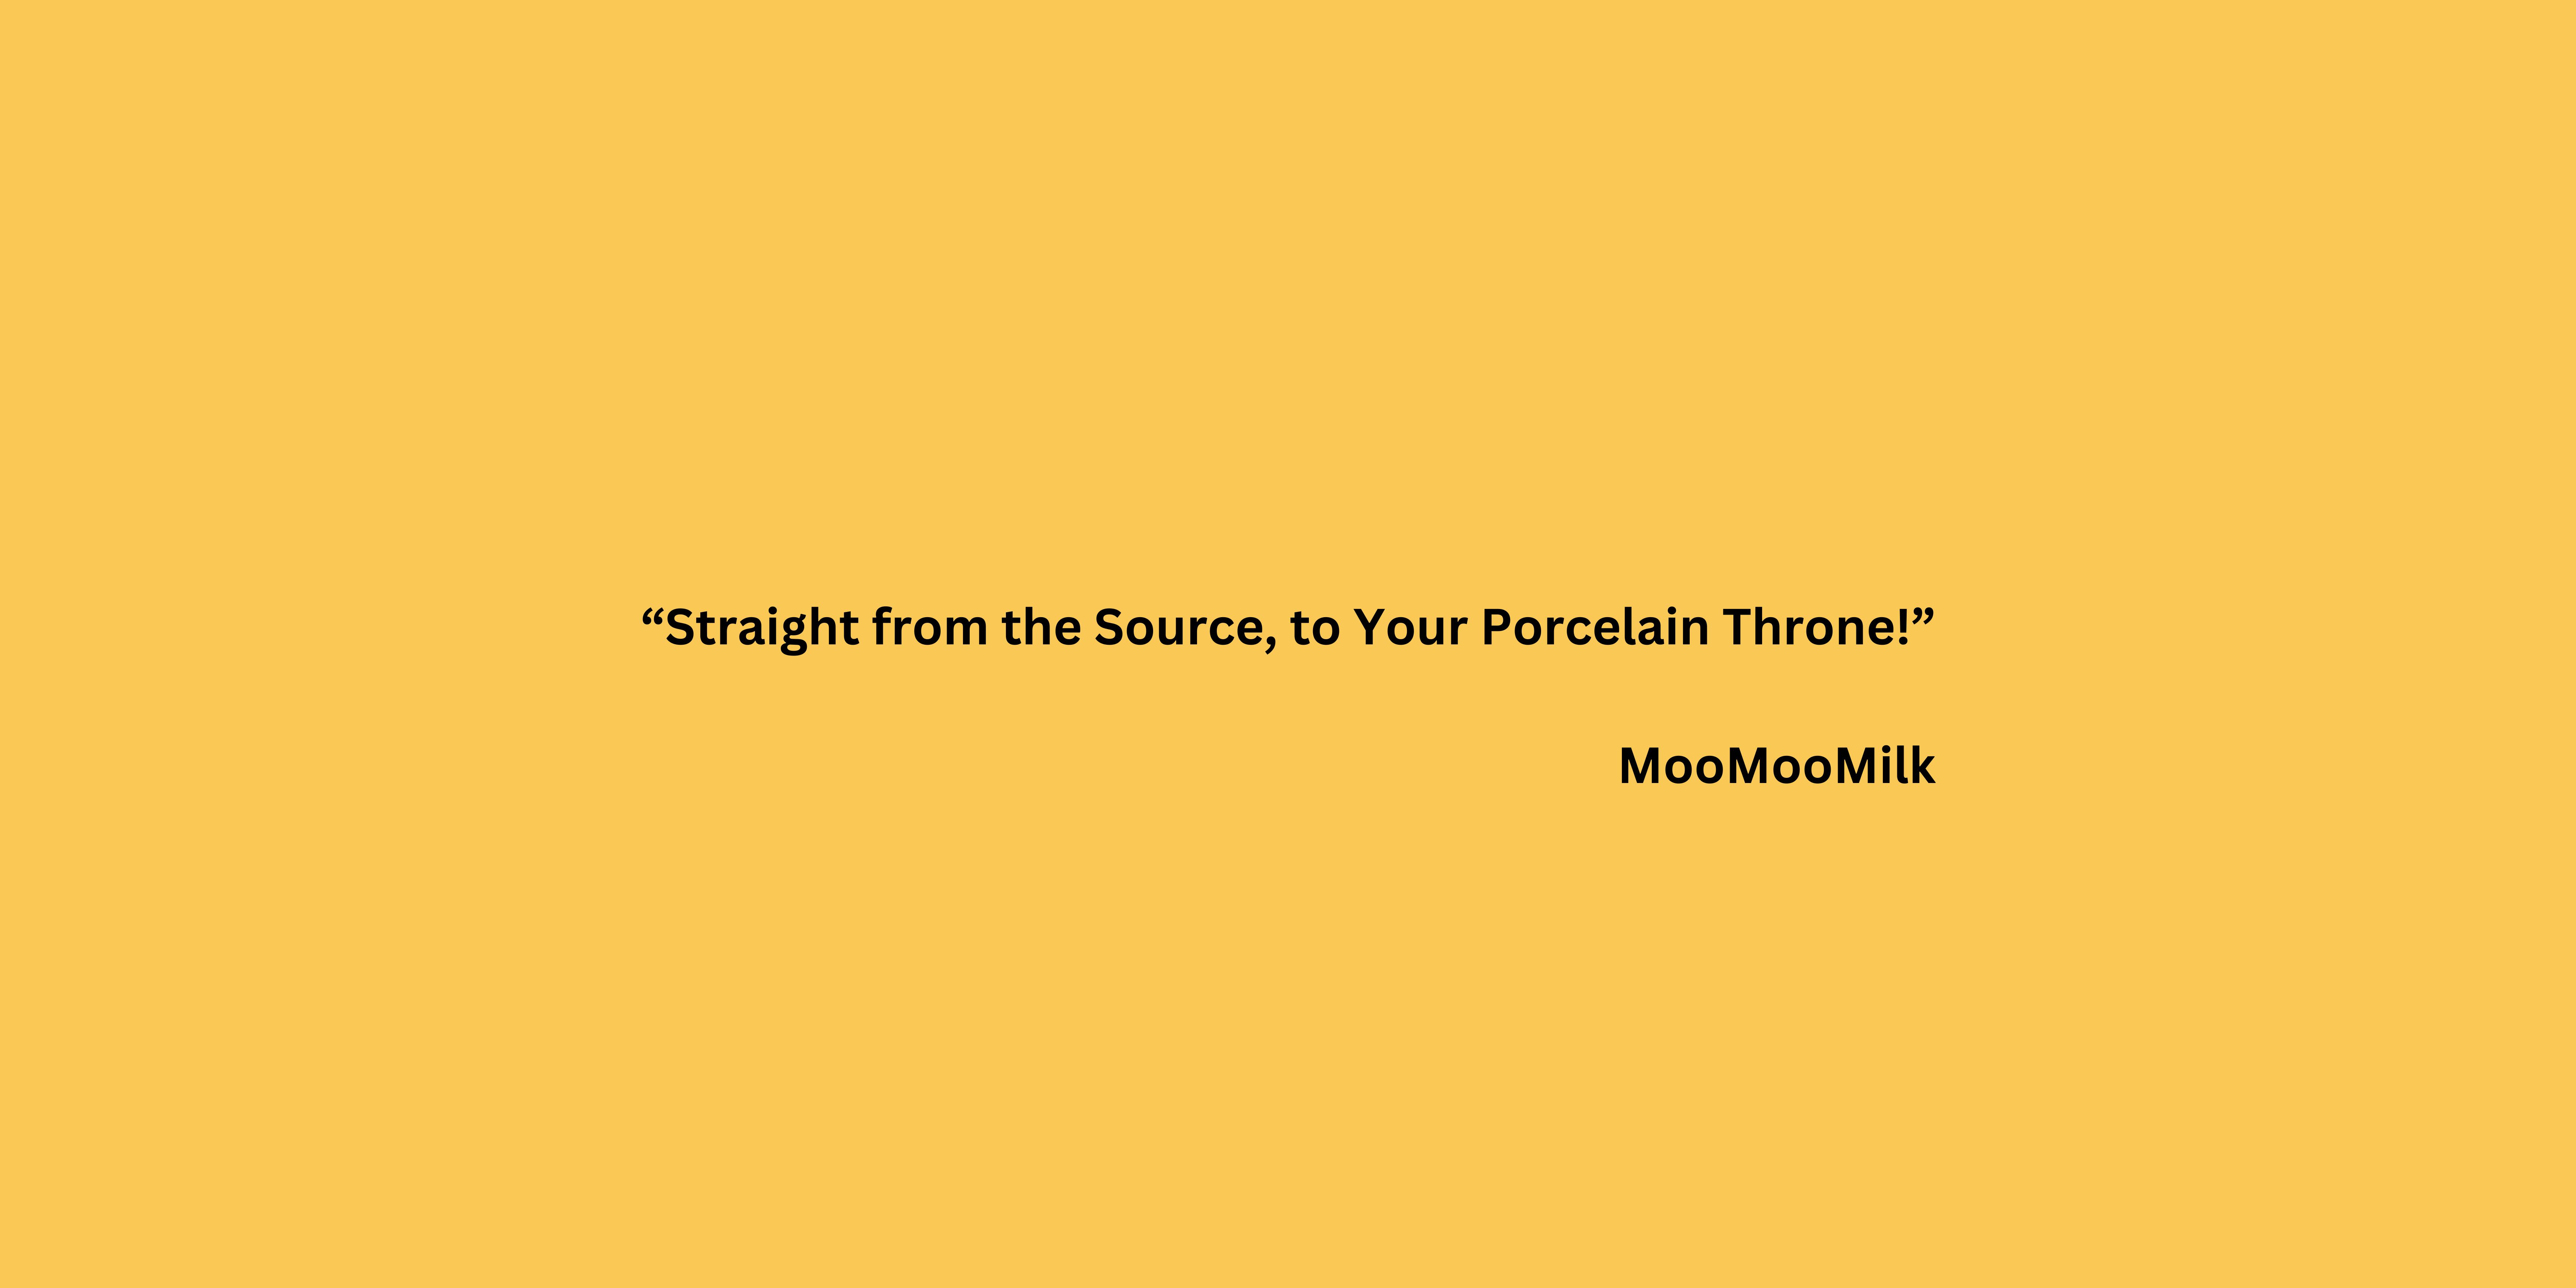 “Straight from the Source, to Your Porcelain Throne!”
MooMooMilk